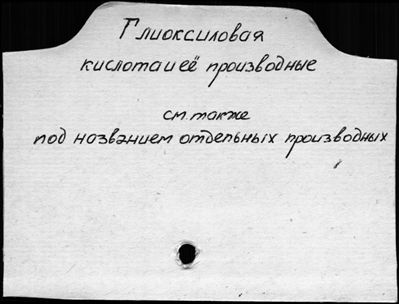 Глиоксиловая
кислота и её производные
см. также
под названием отдельных производных